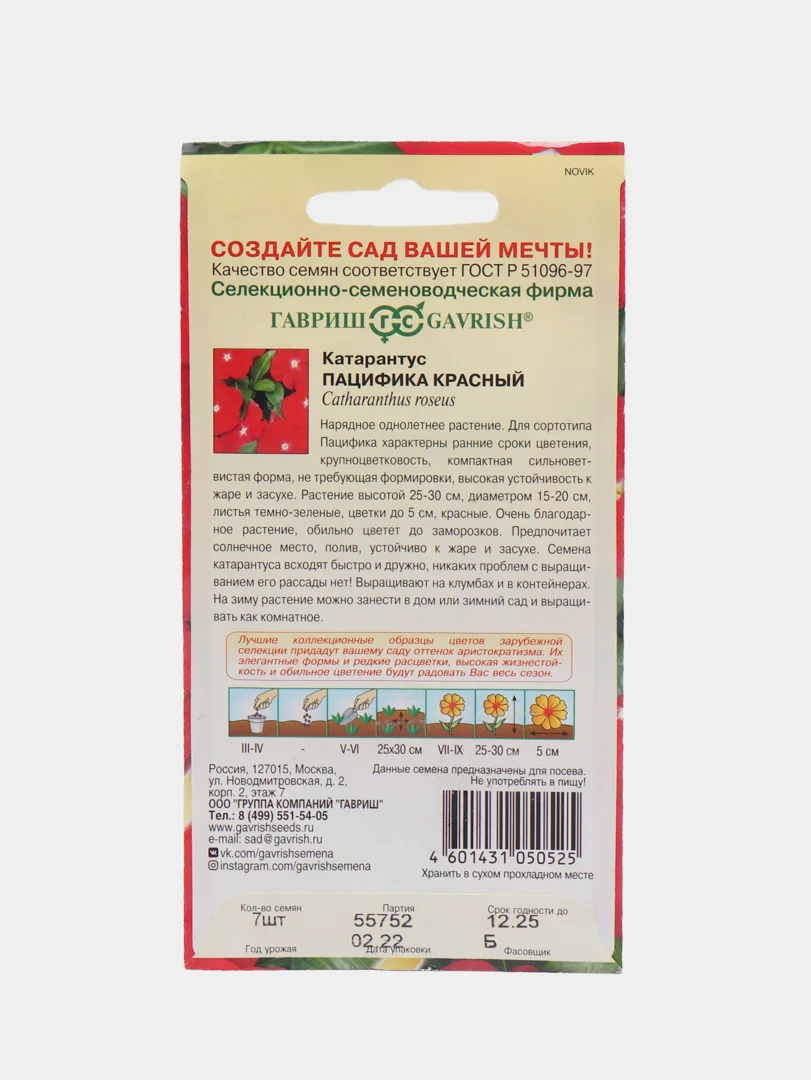 NOVIK
СОЗДАЙТЕ САД ВАШЕЙ МЕЧТЫ!
Качество семян соответствует ГОСТ Р 51096-97
Селекционно-семеноводческая фирма
ГАВРИШ ГС GAVRISH®
Катарантус
ПАЦИФИКА КРАСНЫЙ
Catharanthus roseus
Нарядное однолетнее растение. Для сортотипа
Пацифика характерны ранние сроки цветения,
крупноцветковость, компактная сильновет-
вистая форма, не требующая формировки, высокая устойчивость к
жаре и засухе. Растение высотой 25-30 см, диаметром 15-20 см,
листья темно-зеленые, цветки до 5 см, красные. Очень благодар-
ное растение, обильно цветет до заморозков. Предпочитает
солнечное место, полив, устойчиво к жаре и засухе. Семена
катарантуса всходят быстро и дружно, никаких проблем с выращи-
ванием его рассады нет! Выращивают на клумбах и в контейнерах.
На зиму растение можно занести в дом или зимний сад и выращи-
вать как комнатное.
Лучшие коллекционные образцы цветов зарубежной
селекции придадут вашему саду оттенок аристократизма. Их
элегантные формы и редкие расцветки, высокая жизнестой-
кость и обильное цветение будут радовать Вас весь сезон.
III-IV - V-VI 25х30 см VII-IX 25-30 см 5 см
Россия, 127015, Москва,
ул. Новодмитровская, д. 2,
корп. 2, этаж 7
ООО "ГРУППА КОМПАНИЙ "ГАВРИШ"
Тел.: 8 (499) 551-54-05
www.gavrishseeds.ru
e-mail: sad@gavrish.ru
vk.com/gavrishsemena
instagram.com/gavrishsemena
Данные семена предназначены для посева.
Не употреблять в пищу!
4 601431 050525
Хранить в сухом прохладном месте
Кол-во семян Партия Срок годности до
7шт 55752 12.25
02.22 Б
Год урожая Дата упаковки Фасовщик